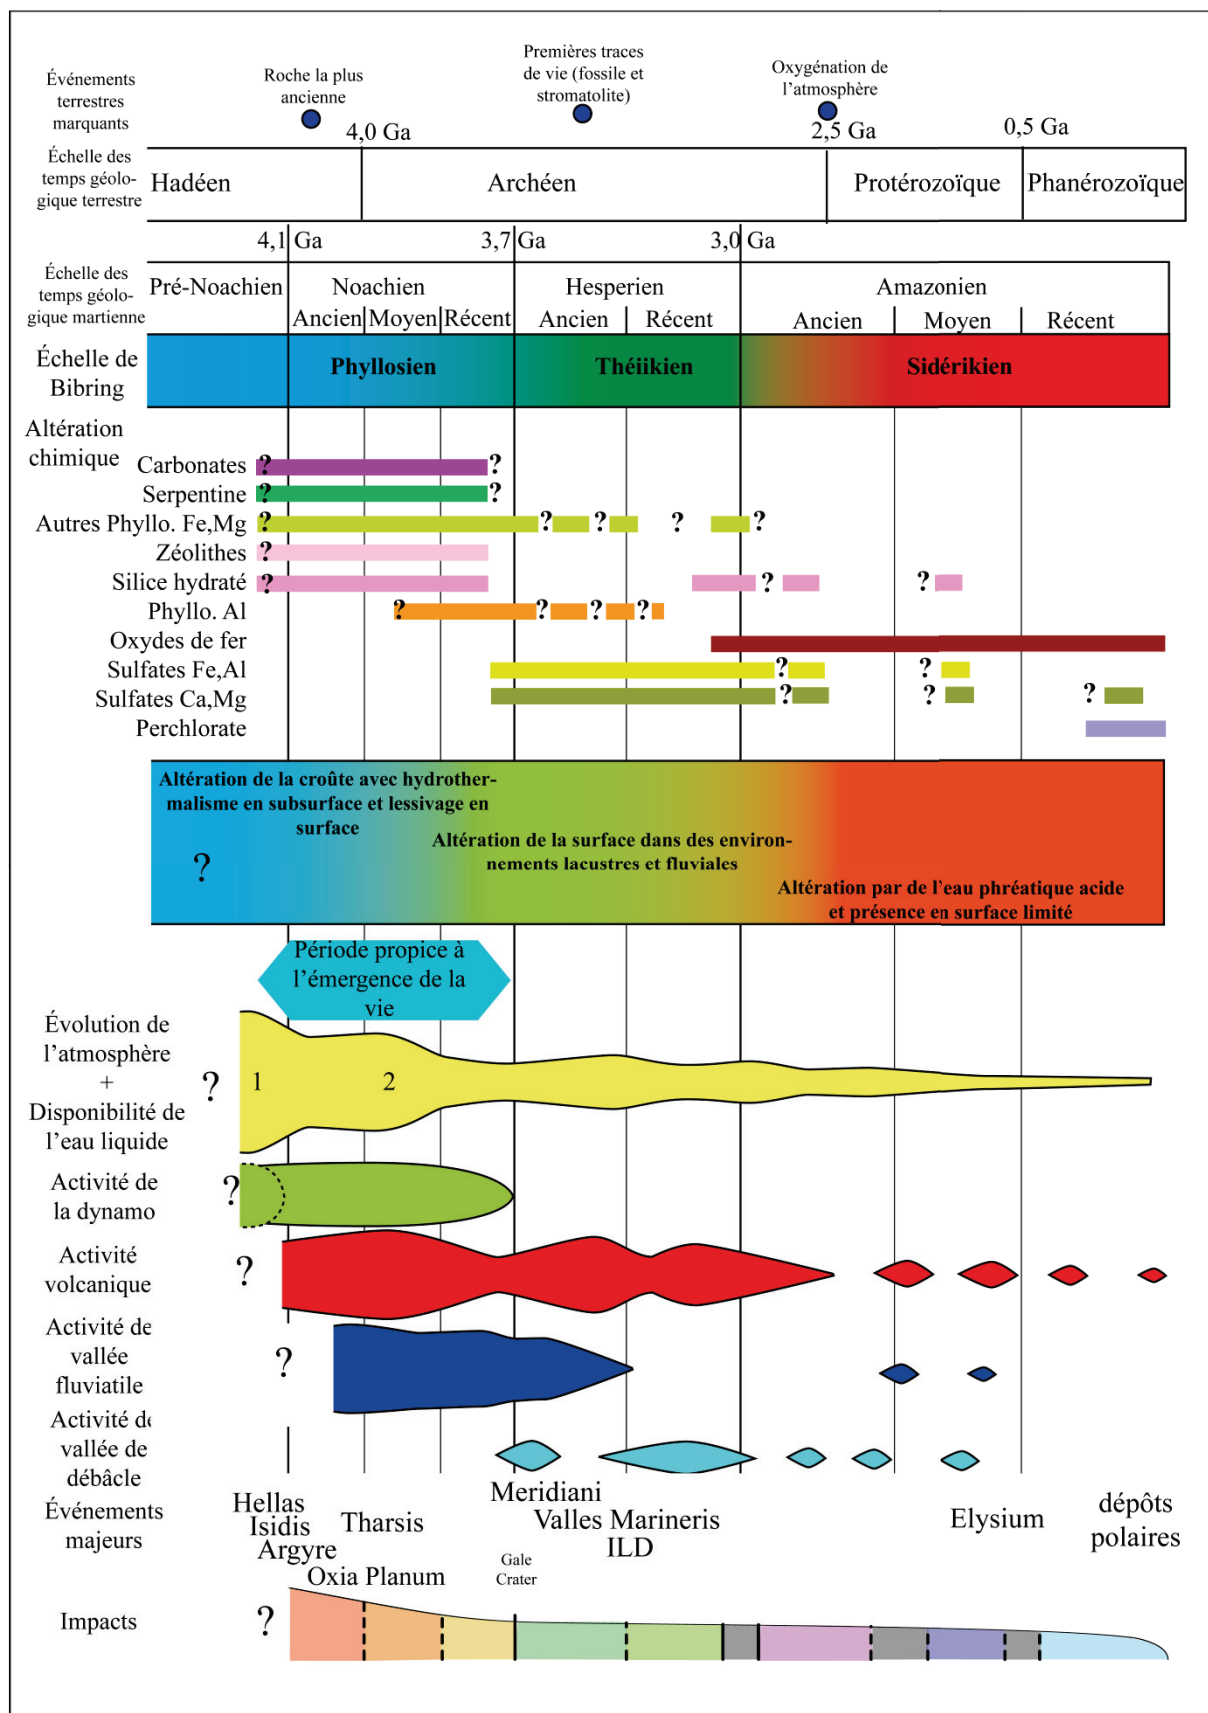 Événements
terrestres
marquants
Roche la plus
ancienne
Premières traces
de vie (fossile et
stromatolite)
Oxygénation de
l'atmosphère
4,0 Ga
2,5 Ga
0,5 Ga
Échelle des
temps géolo-
gique terrestre
Hadéen
Archéen
Protérozoïque
Phanérozoïque
4,1 Ga
3,7 Ga
3,0 Ga
Échelle des
temps géolo-
gique martienne
Pré-Noachien
Noachien
Hesperien
Amazonien
Ancien
Moyen
Récent
Ancien
Récent
Ancien
Moyen
Récent
Échelle de
Bibring
Phyllosien
Théiikien
Sidérikien
Altération
chimique
Carbonates
? ?
Serpentine
? ?
Autres Phyllo. Fe,Mg
? ? ? ? ?
Zéolithes
?
Silice hydraté
? ? ?
Phyllo. Al
? ? ? ?
Oxydes de fer
Sulfates Fe,Al
? ?
Sulfates Ca,Mg
? ? ?
Perchlorate
Altération de la croûte avec hydrother-
malisme en subsurface et lessivage en
surface
?
Altération de la surface dans des environ-
nements lacustres et fluviales
Altération par de l'eau phréatique acide
et présence en surface limité
Période propice à
l'émergence de la
vie
Évolution de
l'atmosphère
+
Disponibilité de
l'eau liquide
? 1 2
Activité de
la dynamo
?
Activité
volcanique
?
Activité de
vallée
fluviatile
?
Activité de
vallée de
débâcle
Événements
majeurs
Hellas
Isidis
Argyre
Tharsis
Oxia Planum
Meridiani
Valles Marineris
ILD
Gale
Crater
Elysium
dépôts
polaires
Impacts
?